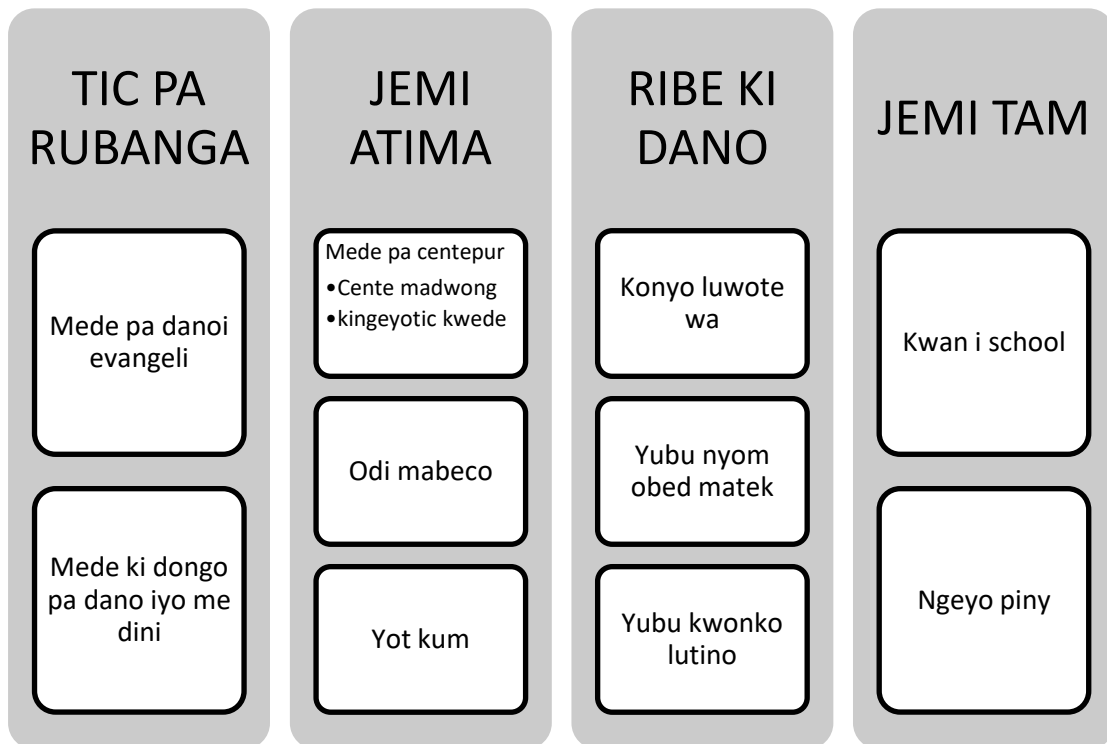 TIC PA
RUBANGA
Mede pa danoi
evangeli
Mede ki dongo
pa dano iyo me
dini
JEMI
ATIMA
Mede pa centepur
•Cente madwong
•kingeyotic kwede
Odi mabeco
Yot kum
RIBE KI
DANO
Konyo luwote
wa
Yubu nyom
obed matek
Yubu kwonko
lutino
JEMI TAM
Kwan i school
Ngeyo piny